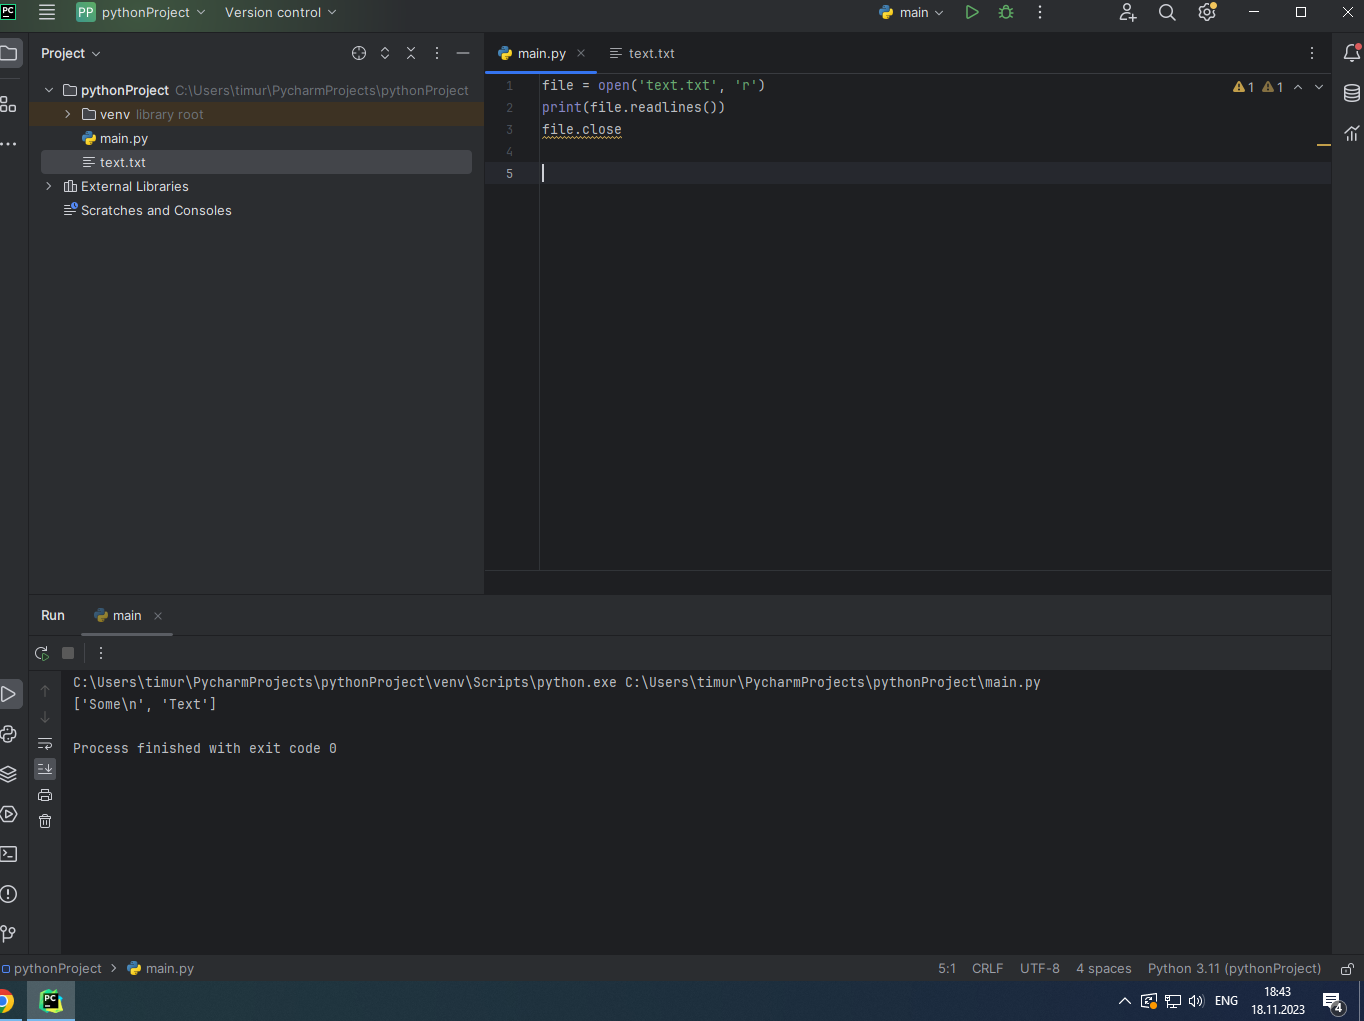 PC PP pythonProject Version control main
Project
main.py text.txt
pythonProject C:\Users\timur\PycharmProjects\pythonProject
venv library root
main.py
text.txt
External Libraries
Scratches and Consoles
1 file = open('text.txt', 'r')
2 print(file.readlines())
3 file.close
4
5
1 1
Run main
C:\Users\timur\PycharmProjects\pythonProject\venv\Scripts\python.exe C:\Users\timur\PycharmProjects\pythonProject\main.py
['Some\n', 'Text']
Process finished with exit code 0
pythonProject > main.py 5:1 CRLF UTF-8 4 spaces Python 3.11 (pythonProject)
PC ENG 18:43
18.11.2023 4